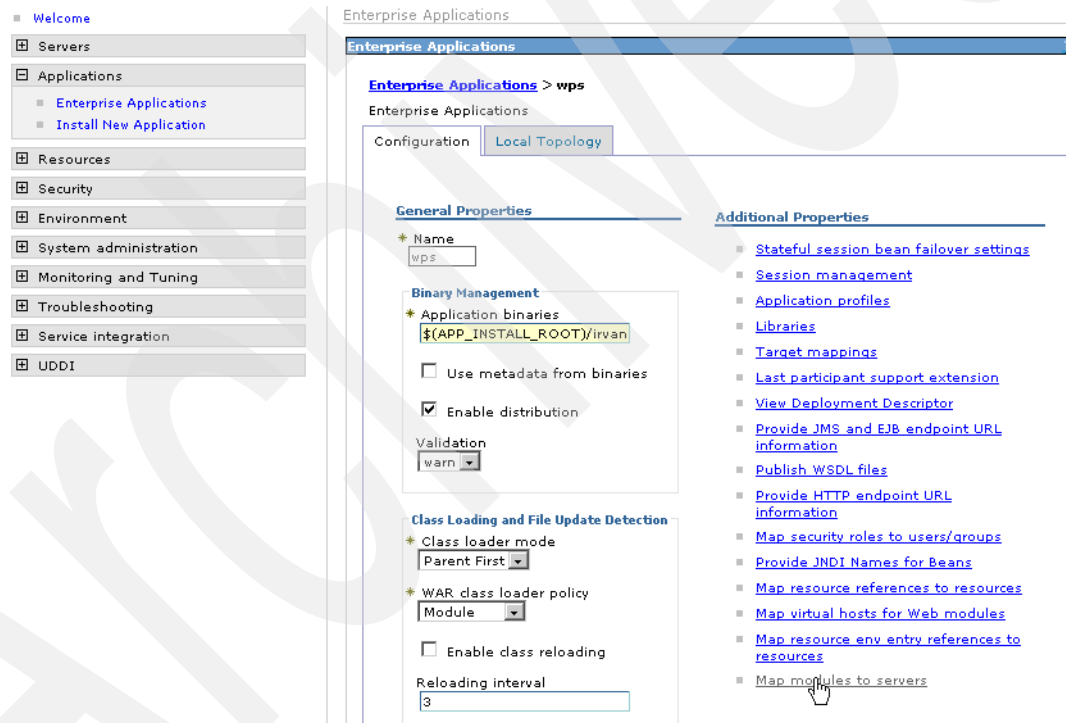 Welcome
Servers
Applications
Enterprise Applications
Install New Application
Resources
Security
Environment
System administration
Monitoring and Tuning
Troubleshooting
Service integration
UDDI
Enterprise Applications
Enterprise Applications
Enterprise Applications > wps
Enterprise Applications
Configuration
Local Topology
General Properties
* Name
wps
Binary Management
* Application binaries
$(APP_INSTALL_ROOT)/irvan
Use metadata from binaries
Enable distribution
Validation
warn
Class Loading and File Update Detection
* Class loader mode
Parent First
* WAR class loader policy
Module
Enable class reloading
Reloading interval
3
Additional Properties
Stateful session bean failover settings
Session management
Application profiles
Libraries
Target mappings
Last participant support extension
View Deployment Descriptor
Provide JMS and EJB endpoint URL
information
Publish WSDL files
Provide HTTP endpoint URL
information
Map security roles to users/groups
Provide JNDI Names for Beans
Map resource references to resources
Map virtual hosts for Web modules
Map resource env entry references to
resources
Map modules to servers